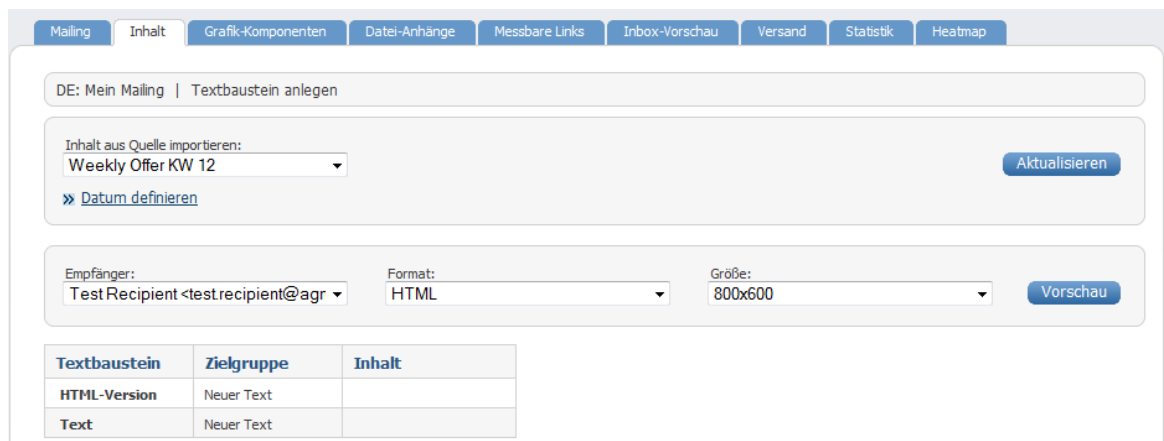 Mailing Inhalt Grafik-Komponenten Datei-Anhänge Messbare Links Inbox-Vorschau Versand Statistik Heatmap
DE: Mein Mailing | Textbaustein anlegen
Inhalt aus Quelle importieren:
Weekly Offer KW 12
Aktualisieren
» Datum definieren
Empfänger: Format: Größe:
Test Recipient <test.recipient@agr HTML 800x600 Vorschau
Textbaustein Zielgruppe Inhalt
HTML-Version Neuer Text
Text Neuer Text